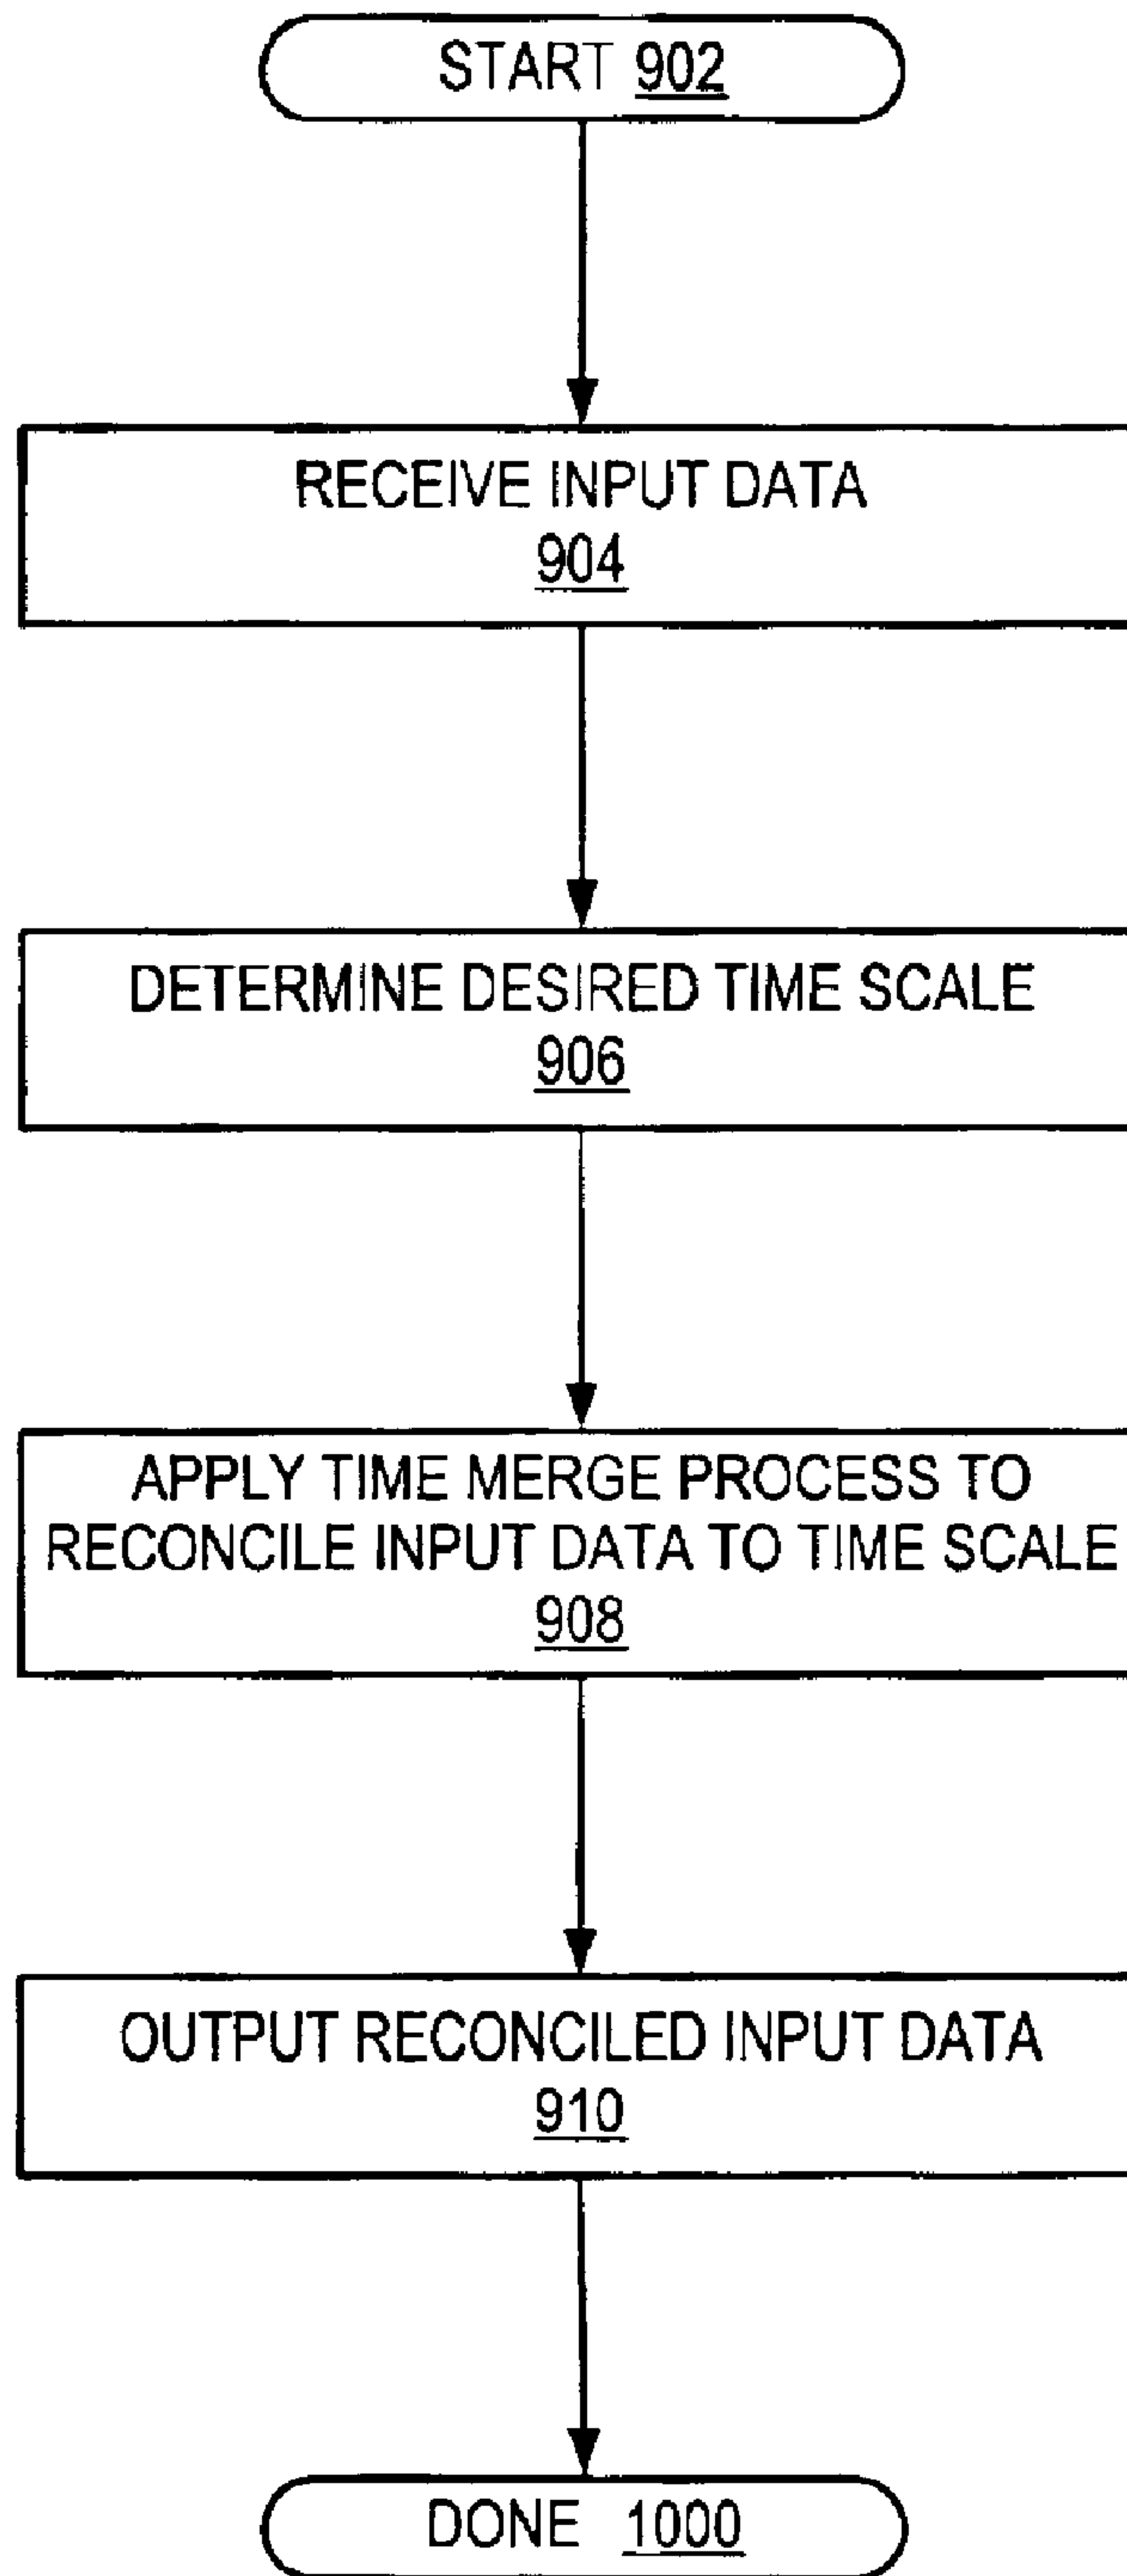 START 902
RECEIVE INPUT DATA
904
DETERMINE DESIRED TIME SCALE
906
APPLY TIME MERGE PROCESS TO
RECONCILE INPUT DATA TO TIME SCALE
908
OUTPUT RECONCILED INPUT DATA
910
DONE 1000